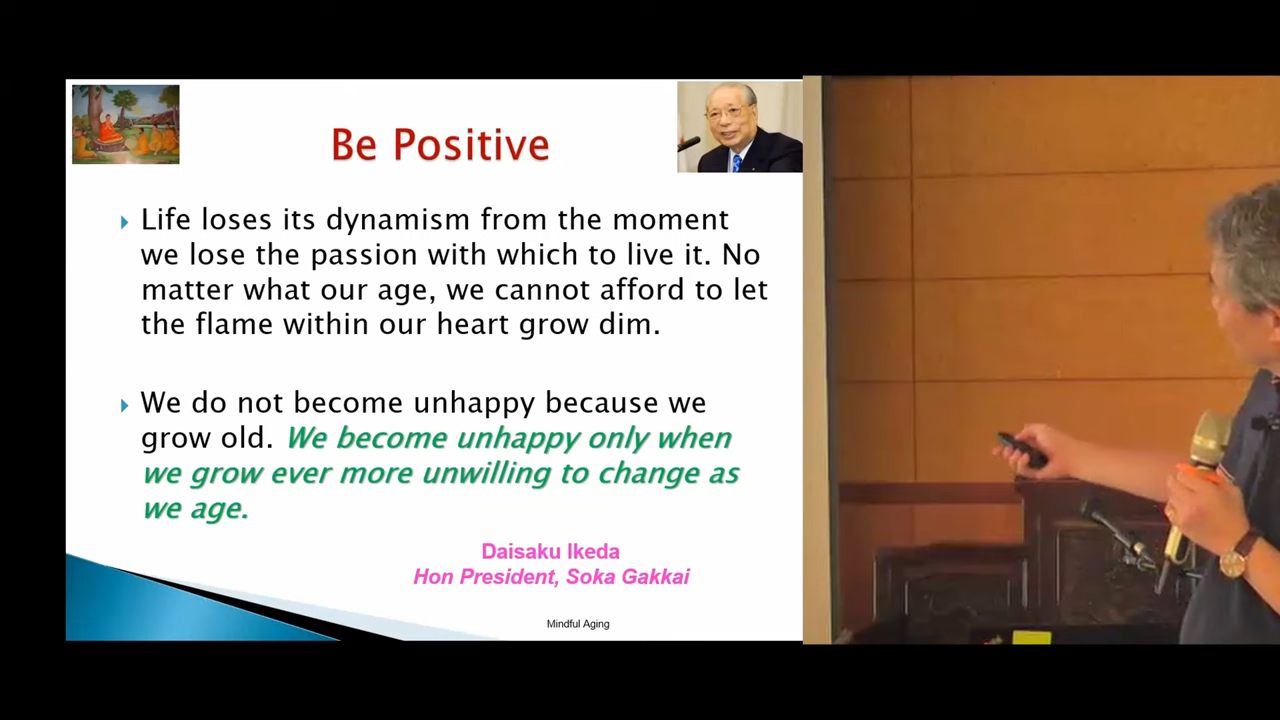 Be Positive
Life loses its dynamism from the moment
we lose the passion with which to live it. No
matter what our age, we cannot afford to let
the flame within our heart grow dim.
We do not become unhappy because we
grow old. We become unhappy only when
we grow ever more unwilling to change as
we age.
Daisaku Ikeda
Hon President, Soka Gakkai
Mindful Aging